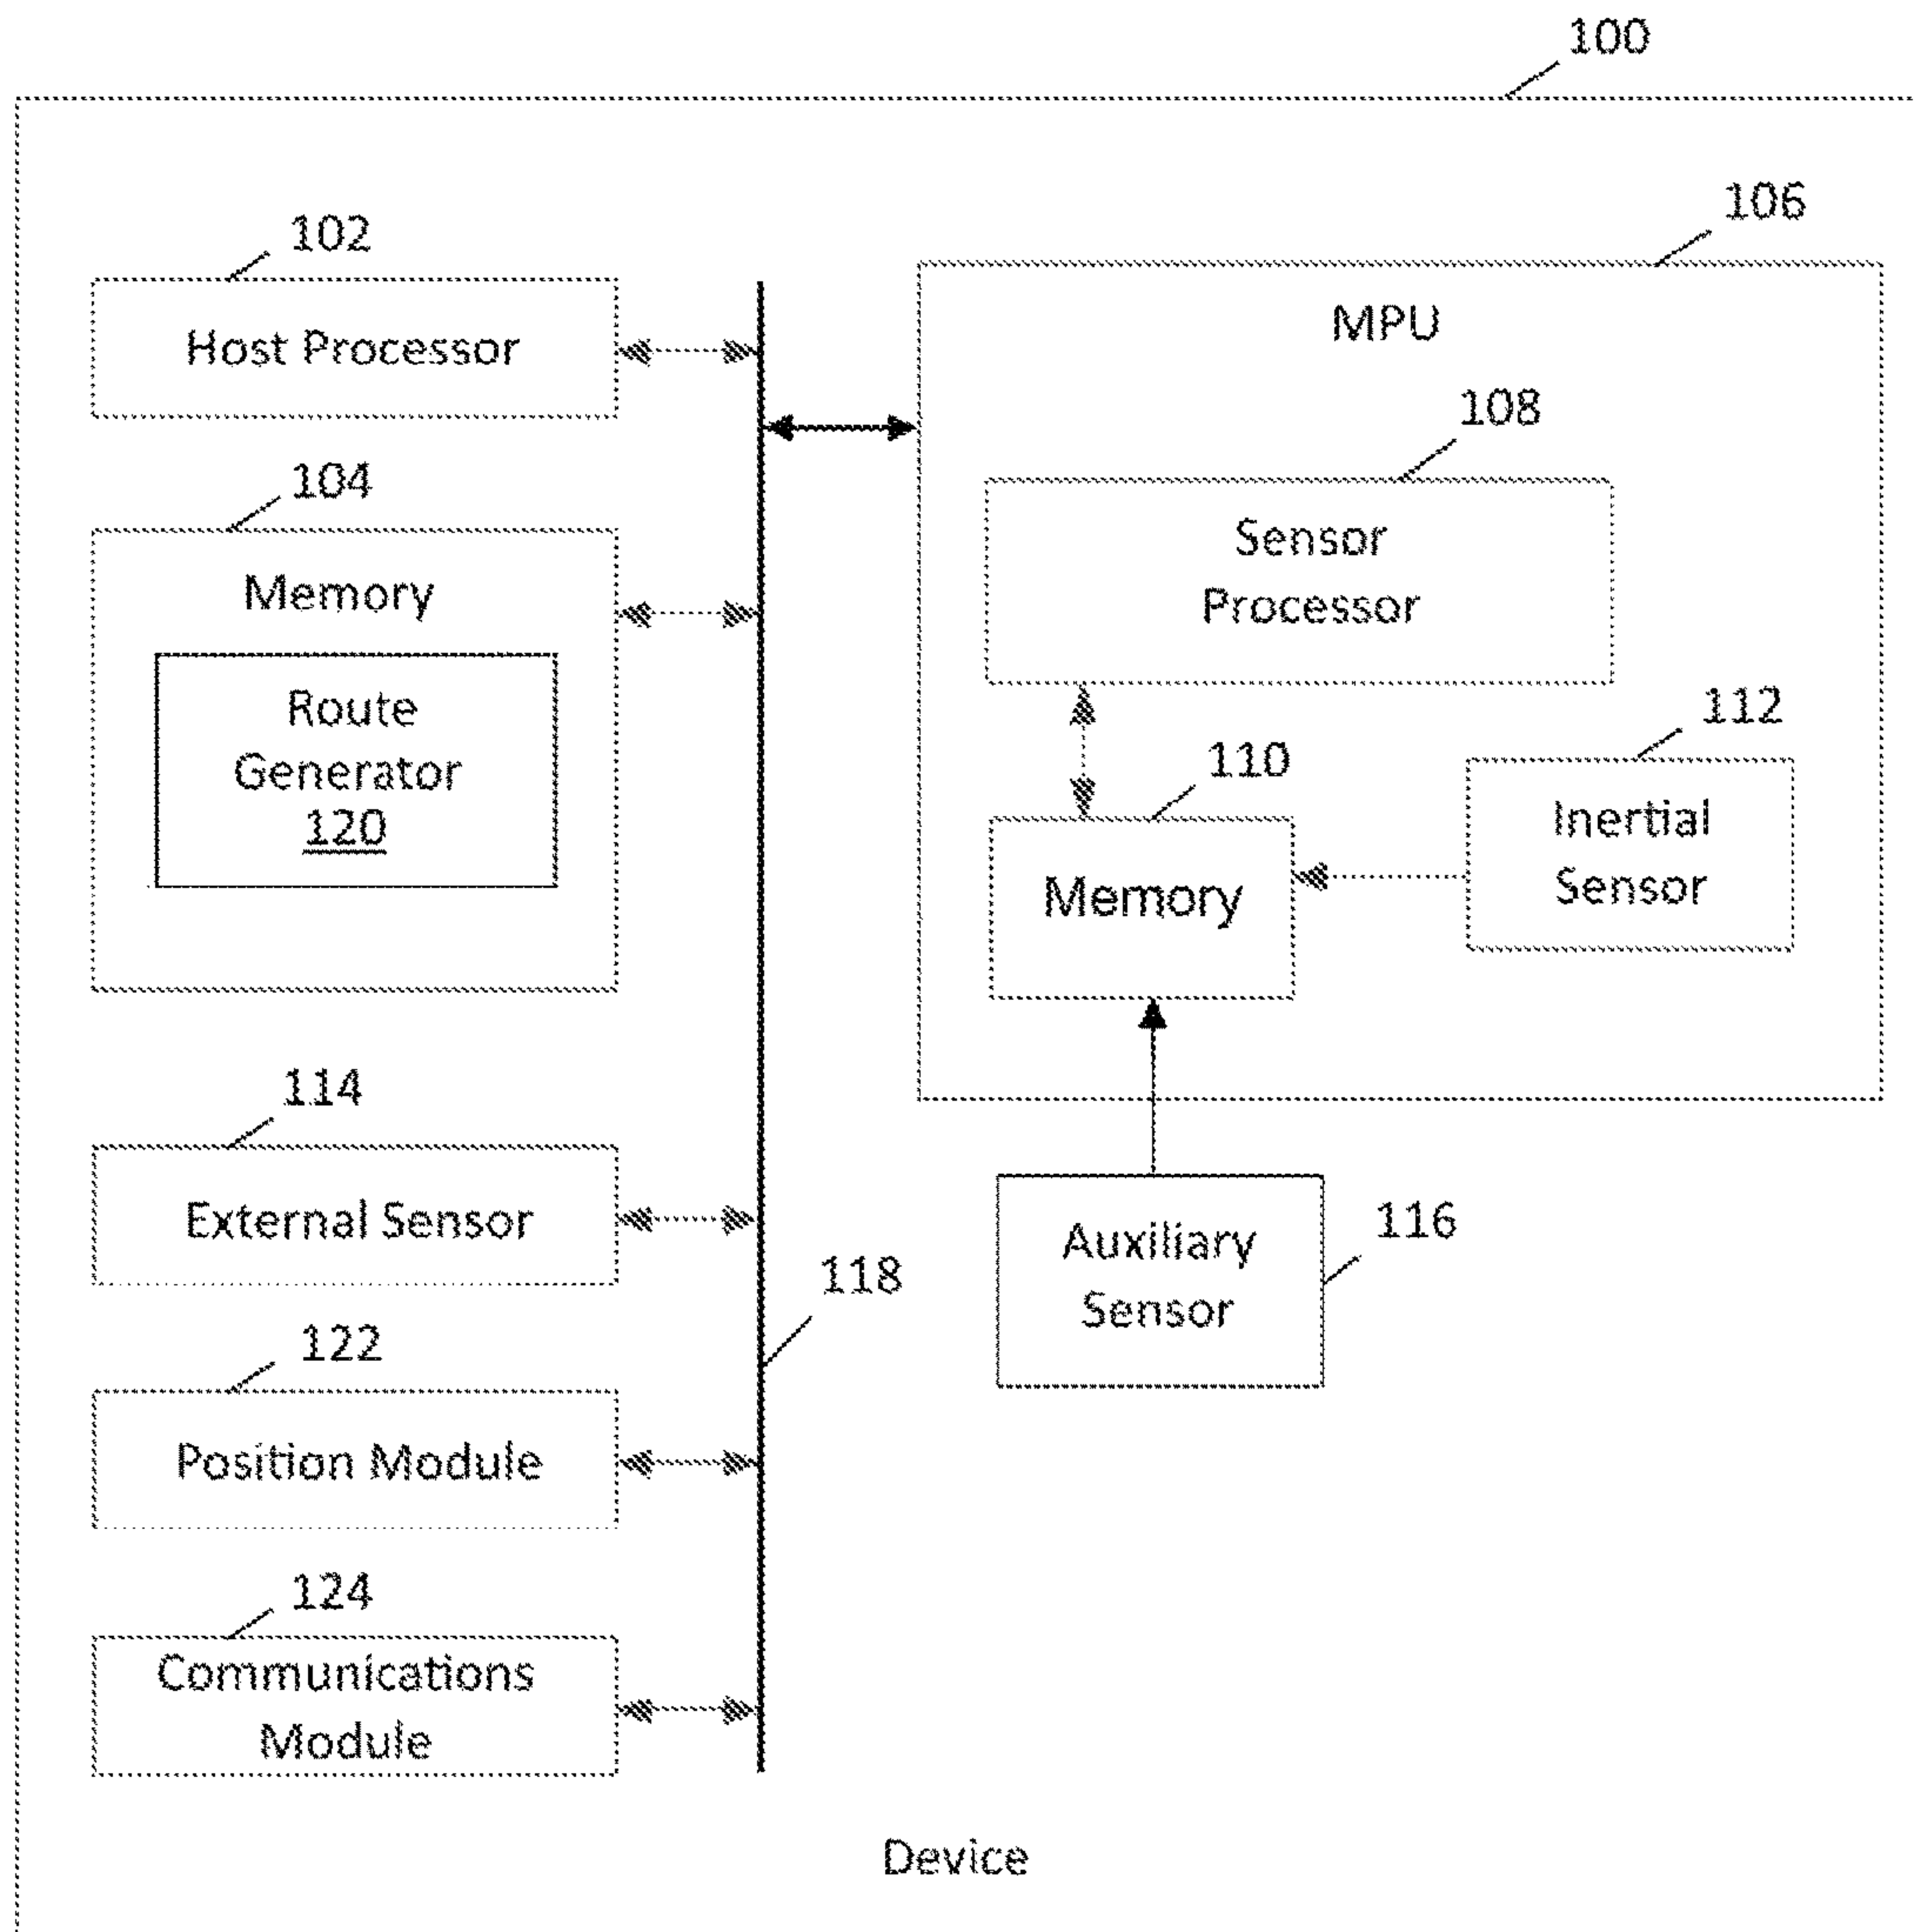 100
106
102
MPU
Host Processor
108
104
Sensor
Processor
Memory
112
Route
Generator
120
110
Inertial
Sensor
Memory
114
External Sensor
116
Auxiliary
Sensor
118
122
Position Module
124
Communications
Module
Device